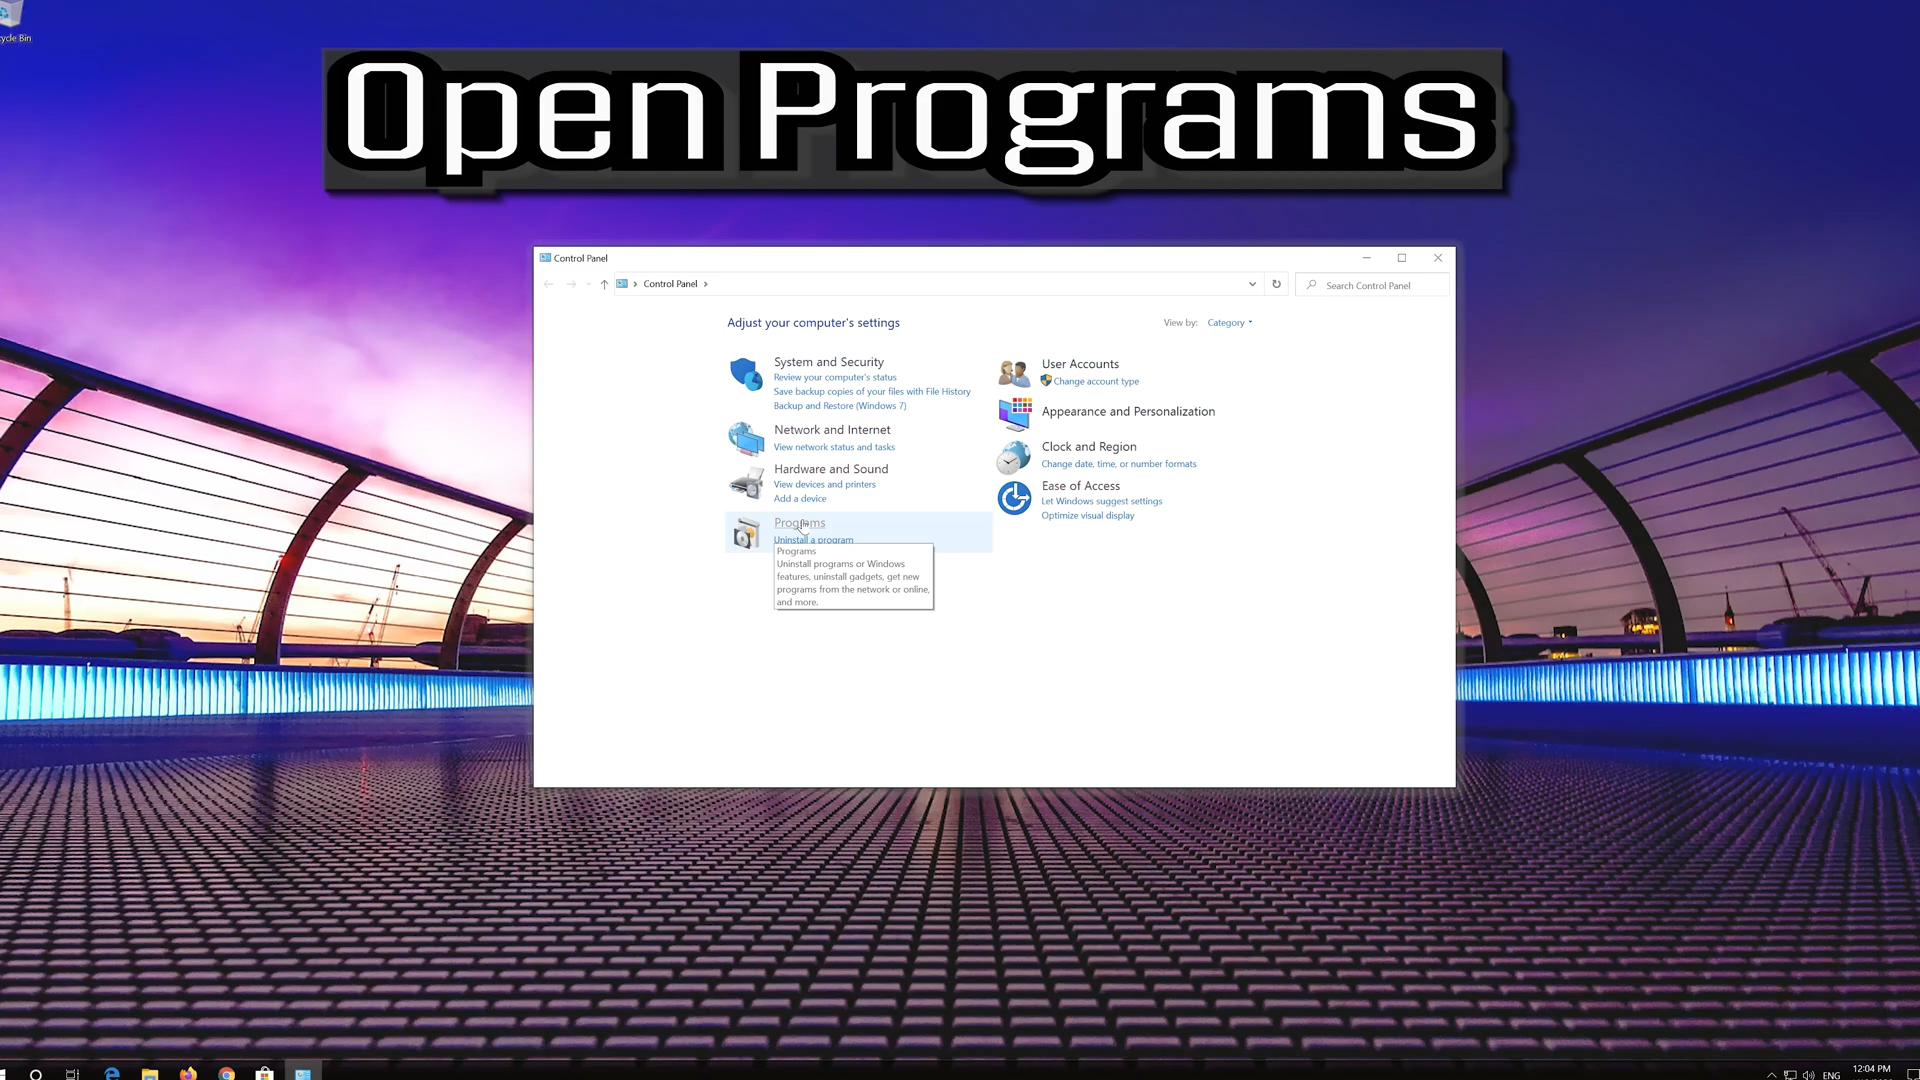 Open Programs
Control Panel
Control Panel
Search Control Panel
Adjust your computer's settings
View by: Category
System and Security
Review your computer's status
Save backup copies of your files with File History
Backup and Restore (Windows 7)
Network and Internet
View network status and tasks
Hardware and Sound
View devices and printers
Add a device
Programs
Uninstall a program
Programs
Uninstall programs or Windows
features, uninstall gadgets, get new
programs from the network or online,
and more.
User Accounts
Change account type
Appearance and Personalization
Clock and Region
Change date, time, or number formats
Ease of Access
Let Windows suggest settings
Optimize visual display
ycle Bin
ENG
12:04 PM